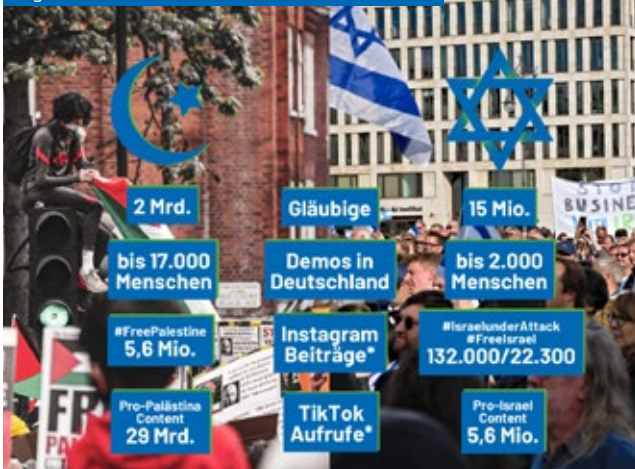 2 Mrd.
Gläubige
15 Mio.
bis 17.000
Menschen
Demos in
Deutschland
bis 2.000
Menschen
#FreePalestine
5,6 Mio.
Instagram
Beiträge*
#IsraelunderAttack
#FreeIsrael
132.000/22.300
Pro-Palästina
Content
29 Mrd.
TikTok
Aufrufe*
Pro-Israel
Content
5,6 Mio.
STOP
BUSINE